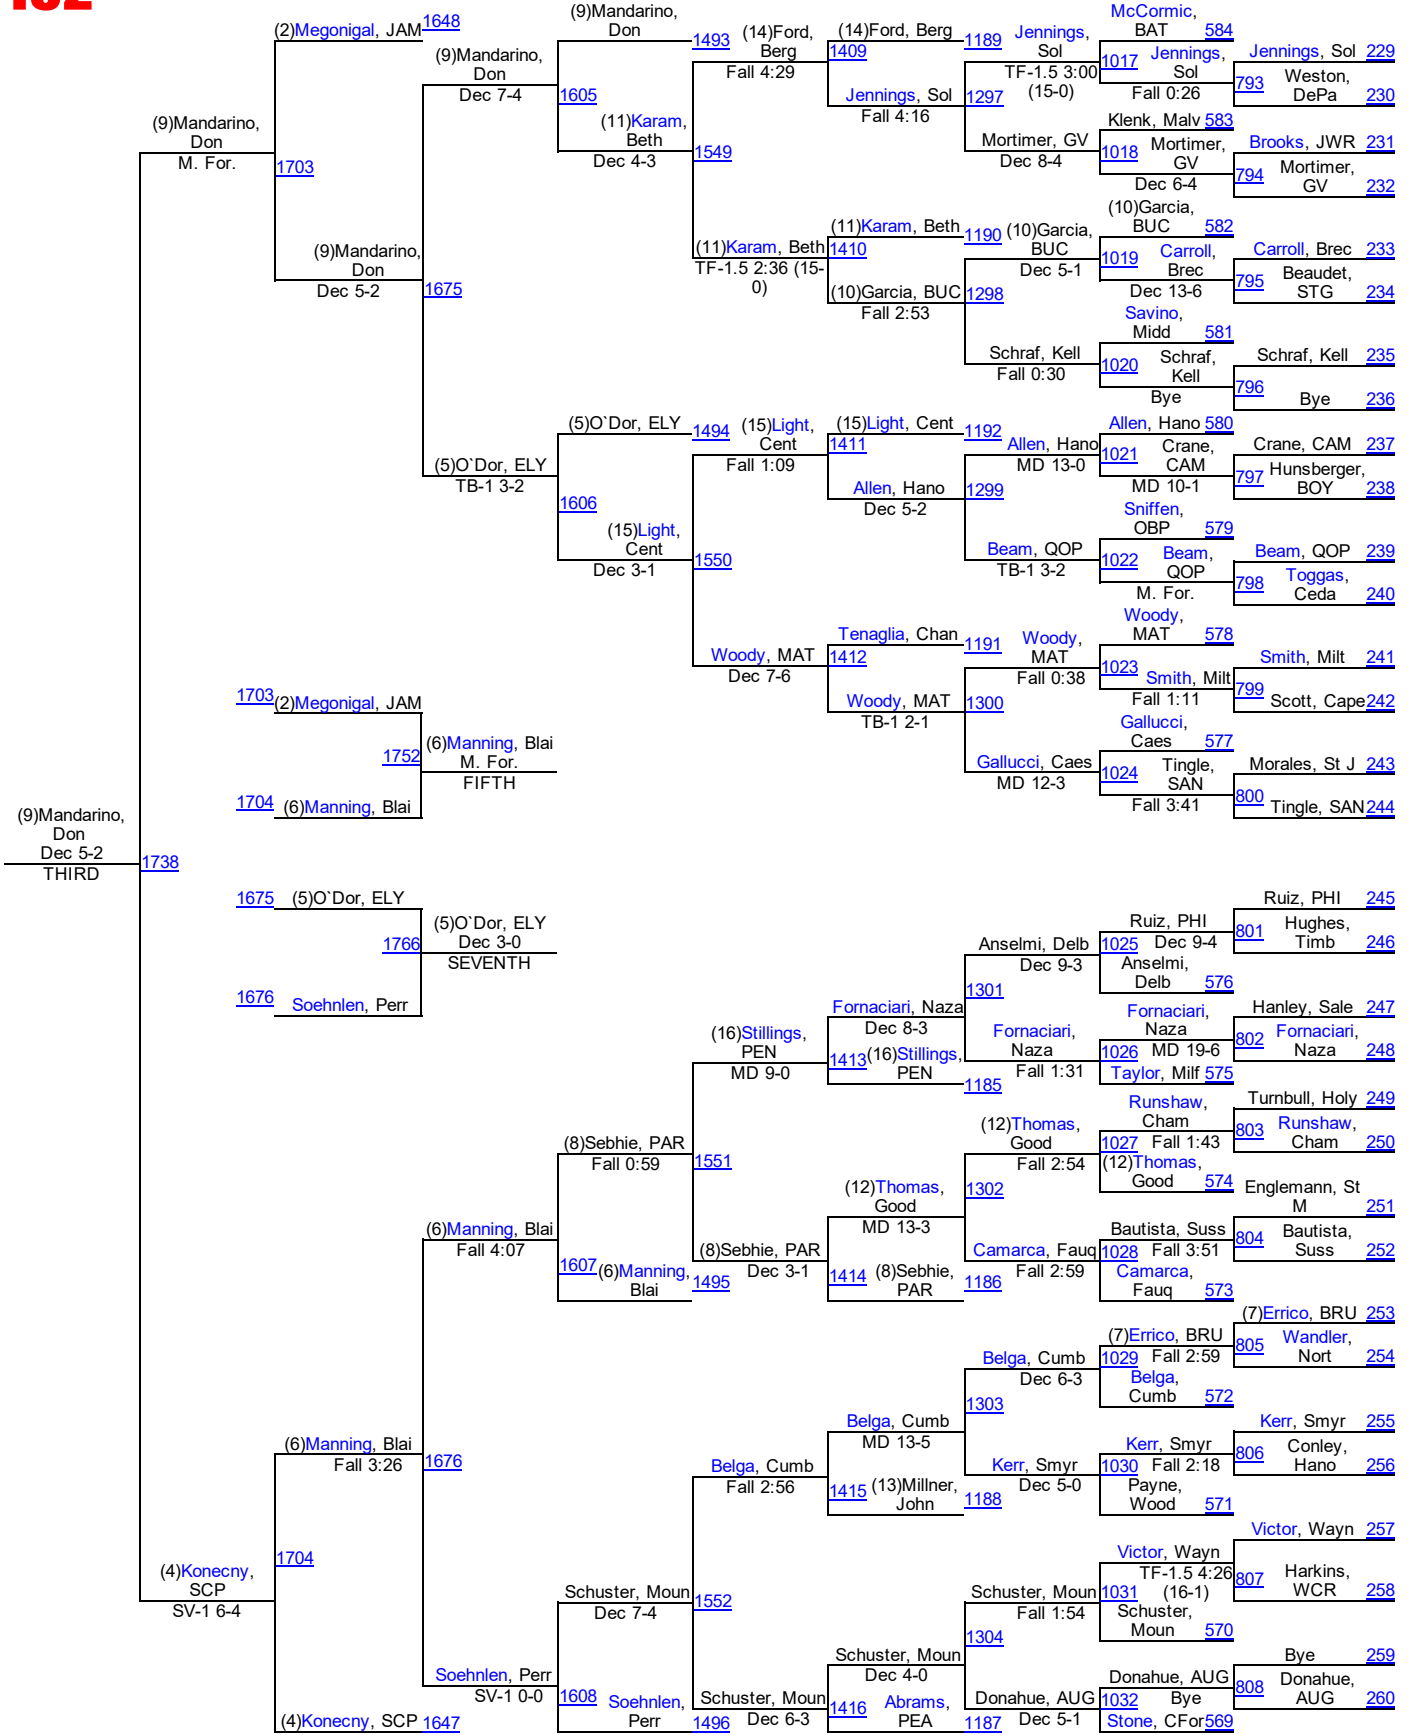 (9)Mandarino,
Don
M. For.
(9)Mandarino,
Don
Dec 5-2
THIRD
1738
(4)Konecny,
SCP
SV-1 6-4
(2)Megonigal, JAM 1648
1703
(9)Mandarino,
Don
Dec 5-2
1703 (2)Megonigal, JAM
1752
(6)Manning, Blai
M. For.
FIFTH
1704 (6)Manning, Blai
1675 (5)O`Dor, ELY
1766
(5)O`Dor, ELY
Dec 3-0
SEVENTH
1676 Soehnlen, Perr
(6)Manning, Blai
Fall 3:26
1704
(4)Konecny, SCP 1647
(9)Mandarino,
Don
Dec 7-4
1675
(5)O`Dor, ELY
TB-1 3-2
(6)Manning, Blai
Fall 4:07
1676
Soehnlen, Perr
SV-1 0-0
(9)Mandarino,
Don
1493
1605
(11)Karam,
Beth
Dec 4-3
(5)O`Dor, ELY 1494
1606
(15)Light,
Cent
Dec 3-1
(8)Sebhie, PAR
Fall 0:59
1607
(6)Manning,
Blai
1495
Schuster, Moun
Dec 7-4
1608
Soehnlen,
Perr
1496
(14)Ford,
Berg
Fall 4:29
1549
(11)Karam, Beth
TF-1.5 2:36 (15-
0)
(15)Light,
Cent
Fall 1:09
1550
Woody, MAT
Dec 7-6
(16)Stillings,
PEN
MD 9-0
1551
(8)Sebhie, PAR
Dec 3-1
Belga, Cumb
Fall 2:56
1552
Schuster, Moun
Dec 6-3
(14)Ford, Berg 1189
1409
Jennings, Sol
Fall 4:16
(11)Karam, Beth 1190
1410
(10)Garcia, BUC
Fall 2:53
(15)Light, Cent 1192
1411
Allen, Hano
Dec 5-2
Tenaglia, Chan 1191
1412
Woody, MAT
TB-1 2-1
Fornaciari, Naza
Dec 8-3
1413
(16)Stillings,
PEN
1185
(12)Thomas,
Good
MD 13-3
1414
(8)Sebhie,
PAR
1186
Belga, Cumb
MD 13-5
1415
(13)Millner,
John
1188
Schuster, Moun
Dec 4-0
1416
Abrams,
PEA
1187
Jennings,
Sol
TF-1.5 3:00
(15-0)
1297
Mortimer, GV
Dec 8-4
(10)Garcia,
BUC
Dec 5-1
1298
Schraf, Kell
Fall 0:30
Allen, Hano
MD 13-0
1299
Beam, QOP
TB-1 3-2
Woody,
MAT
Fall 0:38
1300
Gallucci, Caes
MD 12-3
Anselmi, Delb
Dec 9-3
1301
Fornaciari,
Naza
Fall 1:31
(12)Thomas,
Good
Fall 2:54
1302
Camarca, Fauq
Fall 2:59
Belga, Cumb
Dec 6-3
1303
Kerr, Smyr
Dec 5-0
Schuster, Moun
Fall 1:54
1304
Donahue, AUG
Dec 5-1
McCormic,
BAT
584
1017
Jennings,
Sol
Fall 0:26
Klenk, Malv 583
1018
Mortimer,
GV
Dec 6-4
(10)Garcia,
BUC
582
1019
Carroll,
Brec
Dec 13-6
Savino,
Midd
581
1020
Schraf,
Kell
Bye
Allen, Hano 580
1021
Crane,
CAM
MD 10-1
Sniffen,
OBP
579
1022
Beam,
QOP
M. For.
Woody,
MAT
578
1023
Smith, Milt
Fall 1:11
Gallucci,
Caes
577
1024
Tingle,
SAN
Fall 3:41
Ruiz, PHI
1025 Dec 9-4
Anselmi,
Delb
576
Fornaciari,
Naza
1026 MD 19-6
Taylor, Milf 575
Runshaw,
Cham
1027 Fall 1:43
(12)Thomas,
Good
574
Bautista, Suss
1028 Fall 3:51
Camarca,
Fauq
573
(7)Errico, BRU
1029 Fall 2:59
Belga,
Cumb
572
Kerr, Smyr
1030 Fall 2:18
Payne,
Wood
571
Victor, Wayn
TF-1.5 4:26
1031 (16-1)
Schuster,
Moun
570
Donahue, AUG
1032 Bye
Stone, CFor 569
Jennings, Sol 229
793
Weston,
DePa
230
Brooks, JWR 231
794
Mortimer,
GV
232
Carroll, Brec 233
795
Beaudet,
STG
234
Schraf, Kell 235
796
Bye 236
Crane, CAM 237
797
Hunsberger,
BOY
238
Beam, QOP 239
798
Toggas,
Ceda
240
Smith, Milt 241
799
Scott, Cape 242
Morales, St J 243
800
Tingle, SAN 244
Ruiz, PHI 245
801
Hughes,
Timb
246
Hanley, Sale 247
802
Fornaciari,
Naza
248
Turnbull, Holy 249
803
Runshaw,
Cham
250
Englemann, St
M
251
804
Bautista,
Suss
252
(7)Errico, BRU 253
805
Wandler,
Nort
254
Kerr, Smyr 255
806
Conley,
Hano
256
Victor, Wayn 257
807
Harkins,
WCR
258
Bye 259
808
Donahue,
AUG
260